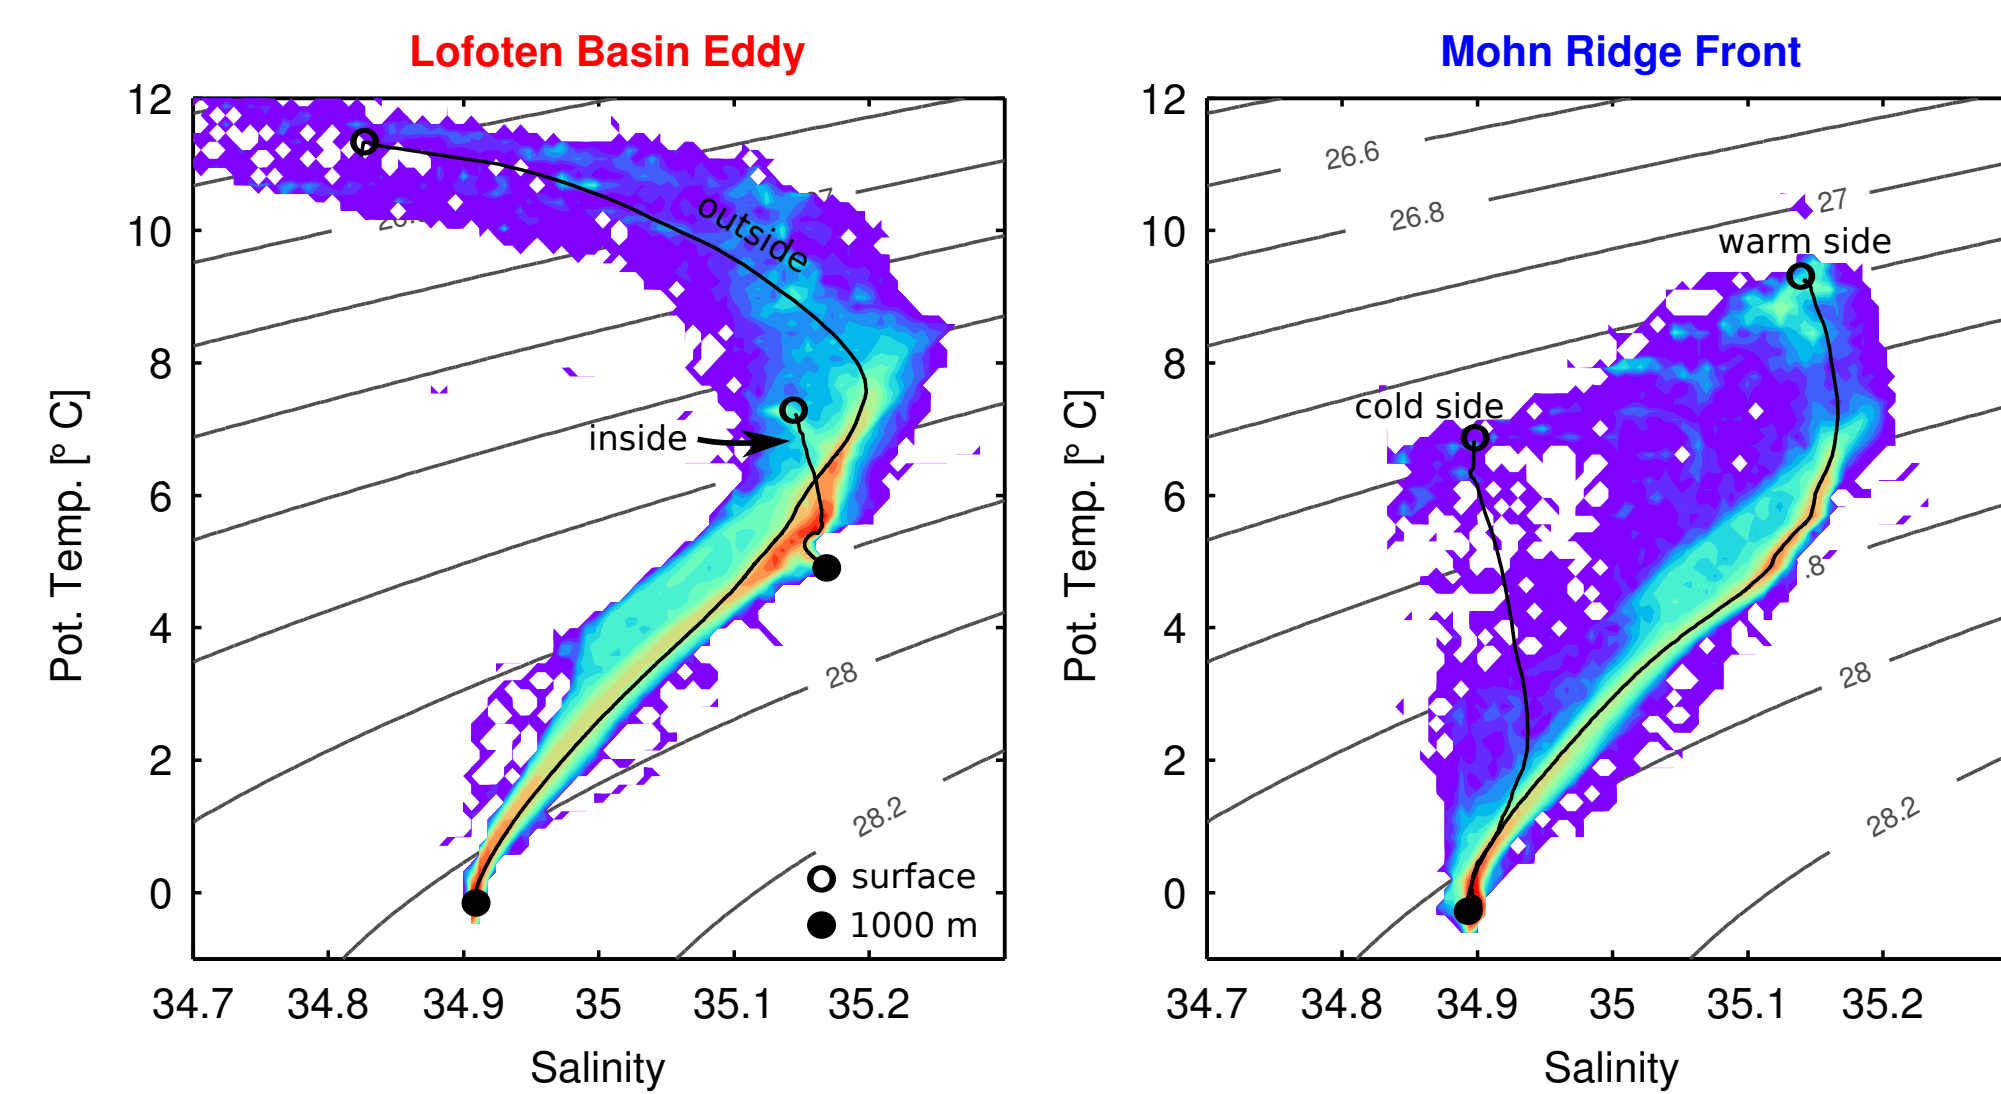 Lofoten Basin Eddy
Mohn Ridge Front
12
10
8
6
4
2
0
Pot. Temp. [° C]
34.7
34.8
34.9
35
35.1
35.2
Salinity
27
outside
inside
28
28.2
surface
1000 m
12
10
8
6
4
2
0
Pot. Temp. [° C]
34.7
34.8
34.9
35
35.1
35.2
Salinity
26.6
26.8
27
warm side
cold side
.8
28
28.2